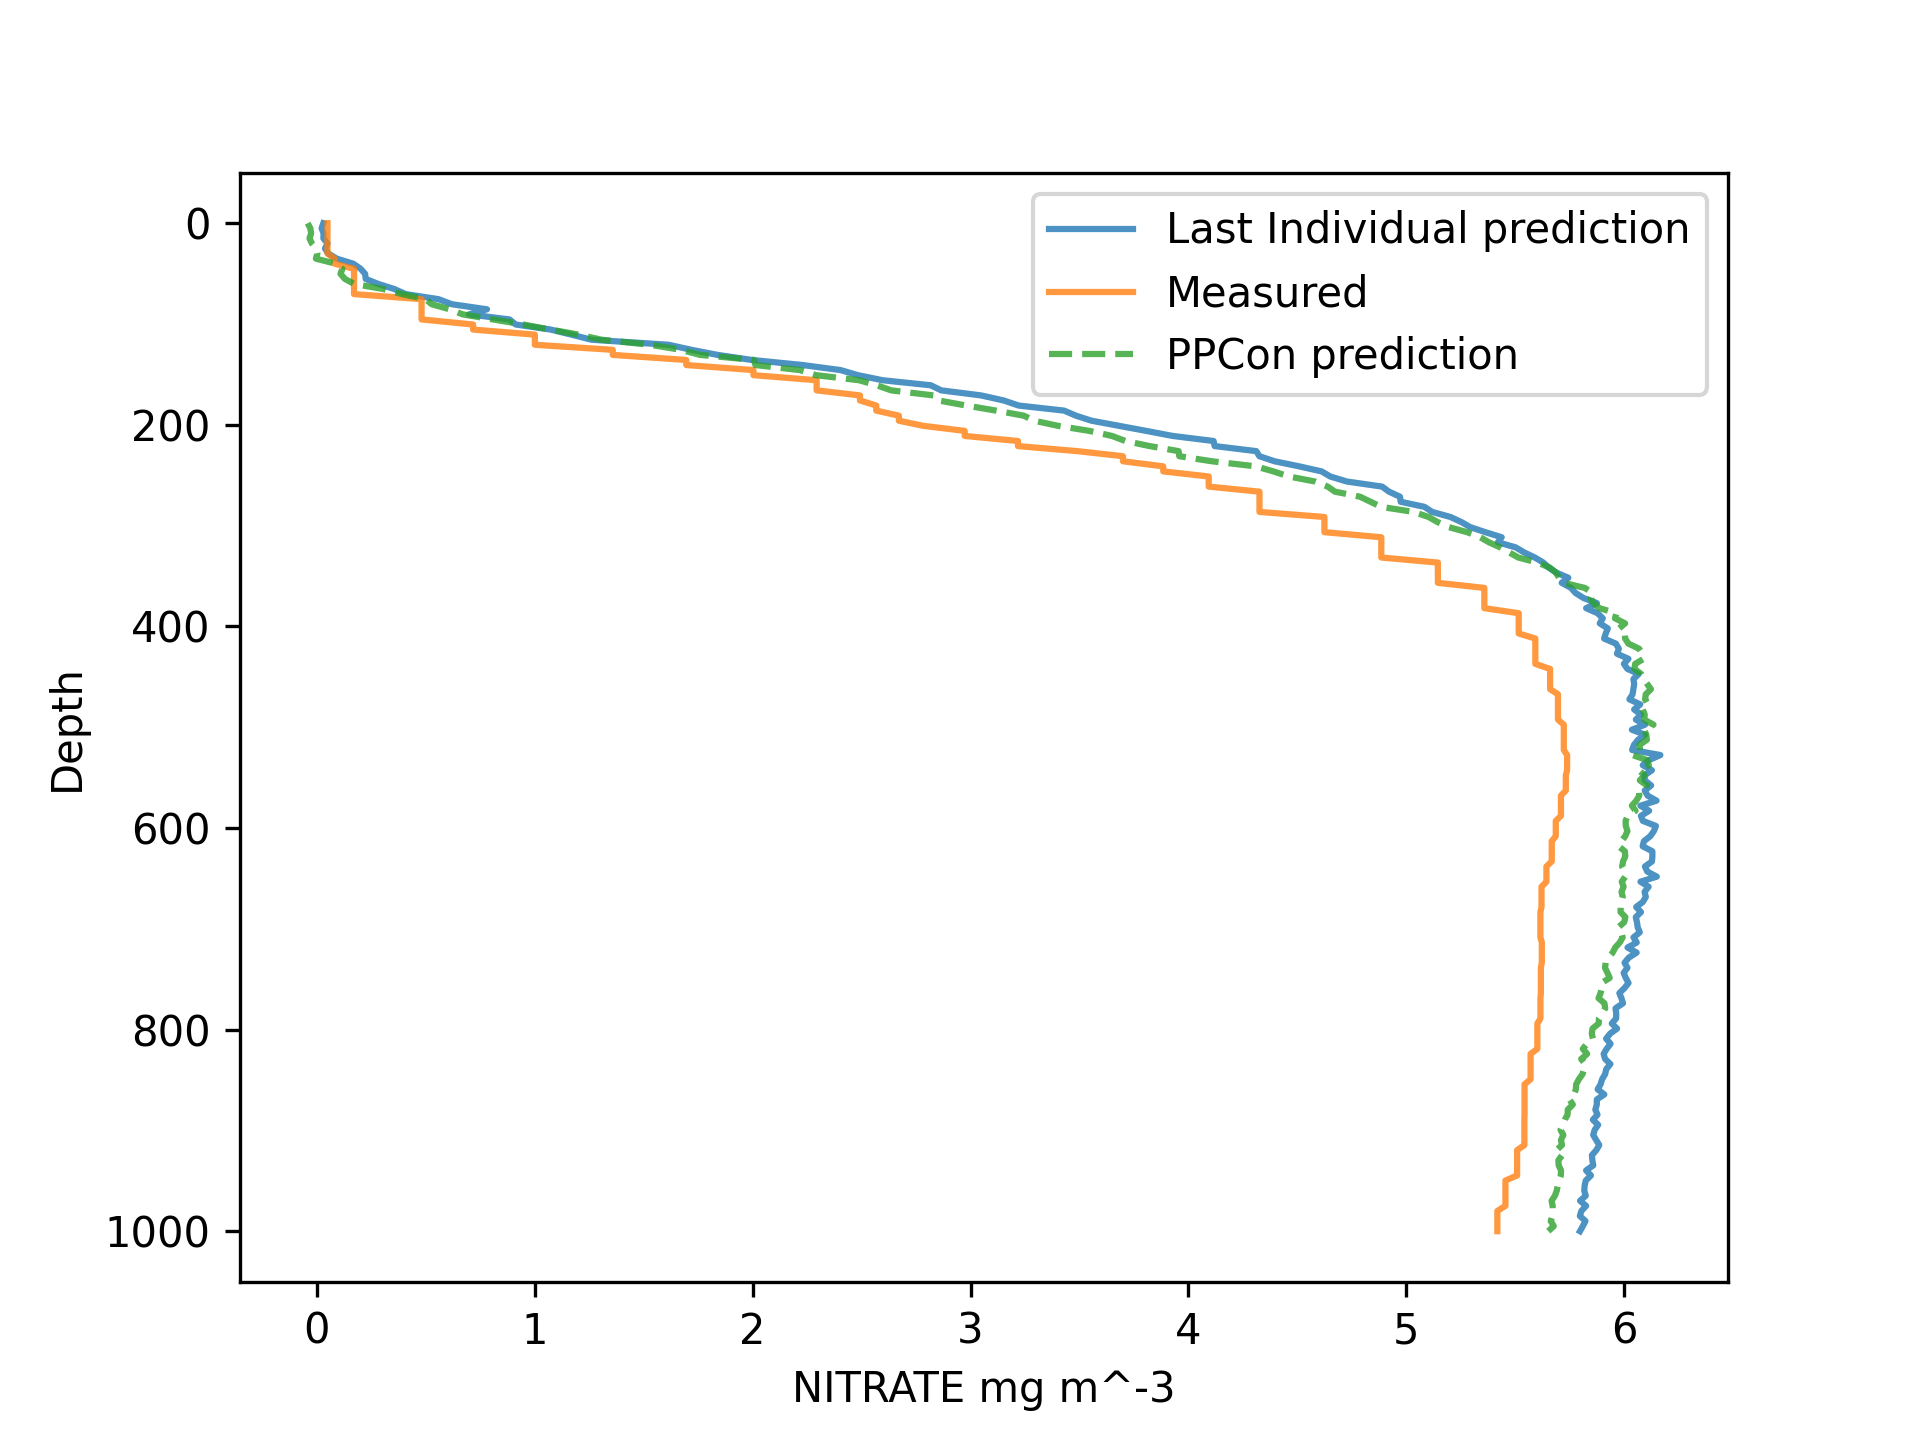 Last Individual prediction
Measured
PPCon prediction
0
200
400
600
800
1000
Depth
0 1 2 3 4 5 6
NITRATE mg m^-3